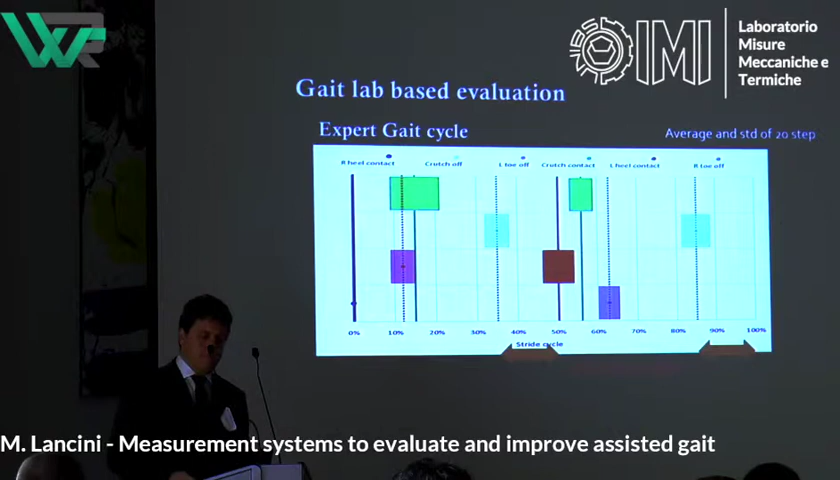 WR
IMI
Laboratorio
Misure
Meccaniche e
Termiche
Gait lab based evaluation
Expert Gait cycle
Average and std of 20 step
R heel contact Crutch off L toe off Crutch contact L heel contact R toe off
0% 10% 20% 30% 40% 50% 60% 70% 80% 90% 100%
Stride cycle
M. Lancini - Measurement systems to evaluate and improve assisted gait